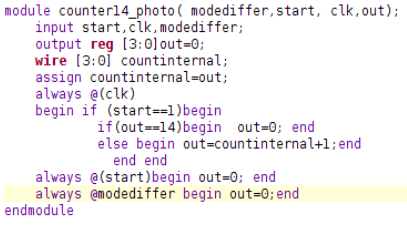 module counter14_photo( modediffer,start, clk,out);
    input start,clk,modediffer;
    output reg [3:0]out=0;
    wire [3:0] countinternal;
    assign countinternal=out;
    always @(clk)
    begin if (start==1)begin
            if(out==14)begin  out=0; end
            else begin out=countinternal+1;end
              end end
    always @(start)begin out=0; end
    always @modediffer begin out=0;end
endmodule